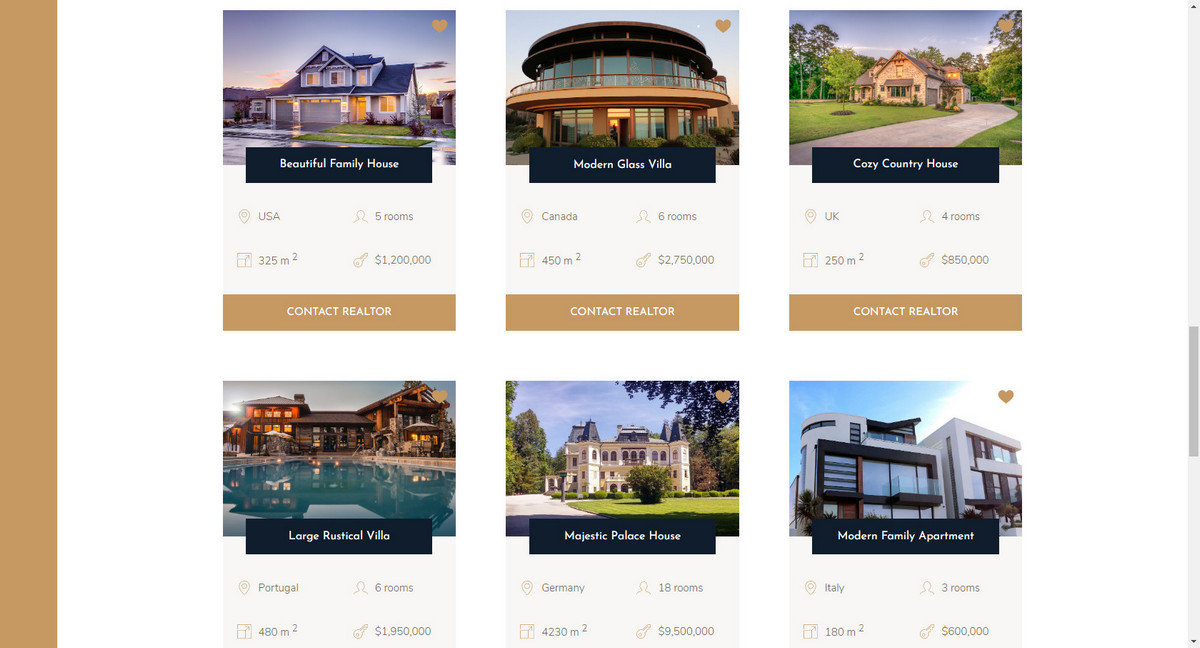 Beautiful Family House
Modern Glass Villa
Cozy Country House
USA
5 rooms
Canada
6 rooms
UK
4 rooms
325 m 2
$1,200,000
450 m 2
$2,750,000
250 m 2
$850,000
CONTACT REALTOR
CONTACT REALTOR
CONTACT REALTOR
Large Rustical Villa
Majestic Palace House
Modern Family Apartment
Portugal
6 rooms
Germany
18 rooms
Italy
3 rooms
480 m 2
$1,950,000
4230 m 2
$9,500,000
180 m 2
$600,000